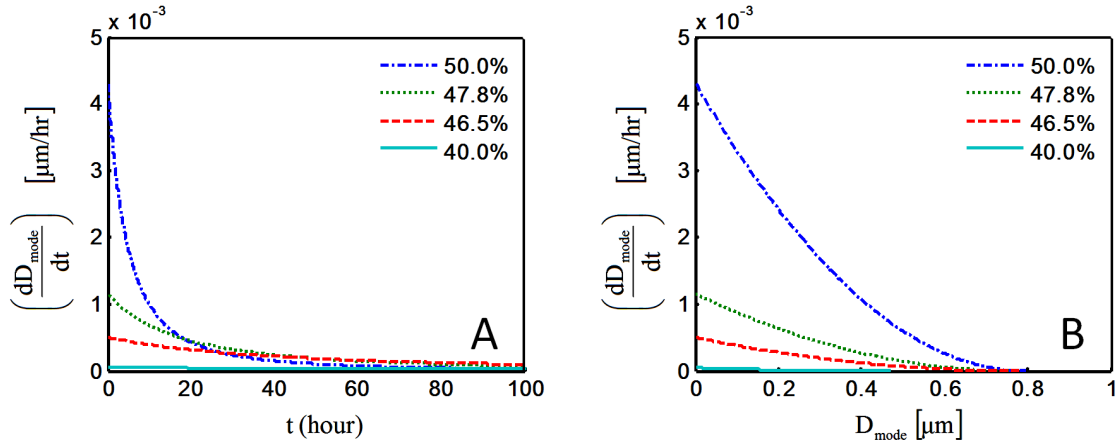 x 10⁻³
5
4
3
2
1
0
(dD_mode/dt) [μm/hr]
50.0%
47.8%
46.5%
40.0%
A
0 20 40 60 80 100
t (hour)
x 10⁻³
5
4
3
2
1
0
(dD_mode/dt) [μm/hr]
50.0%
47.8%
46.5%
40.0%
B
0 0.2 0.4 0.6 0.8 1
D_mode [μm]